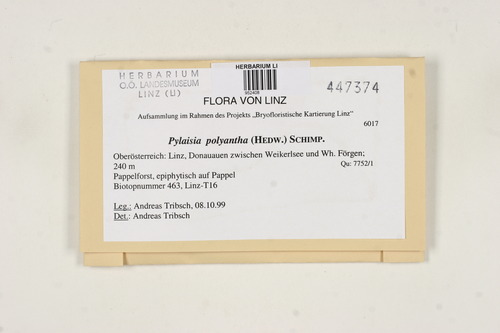 HERBARIUM
O.Ö. LANDESMUSEUM
LINZ (LI)
HERBARIUM LI
862408
447374
FLORA VON LINZ
Aufsammlung im Rahmen des Projekts „Bryofloristische Kartierung Linz"
6017
Pylaisia polyantha (HEDW.) SCHIMP.
Oberösterreich: Linz, Donauauen zwischen Weikerlsee und Wh. Förgen;
240 m
Qu: 7752/1
Pappelforst, epiphytisch auf Pappel
Biotopnummer 463, Linz-T16
Leg.: Andreas Tribsch, 08.10.99
Det.: Andreas Tribsch